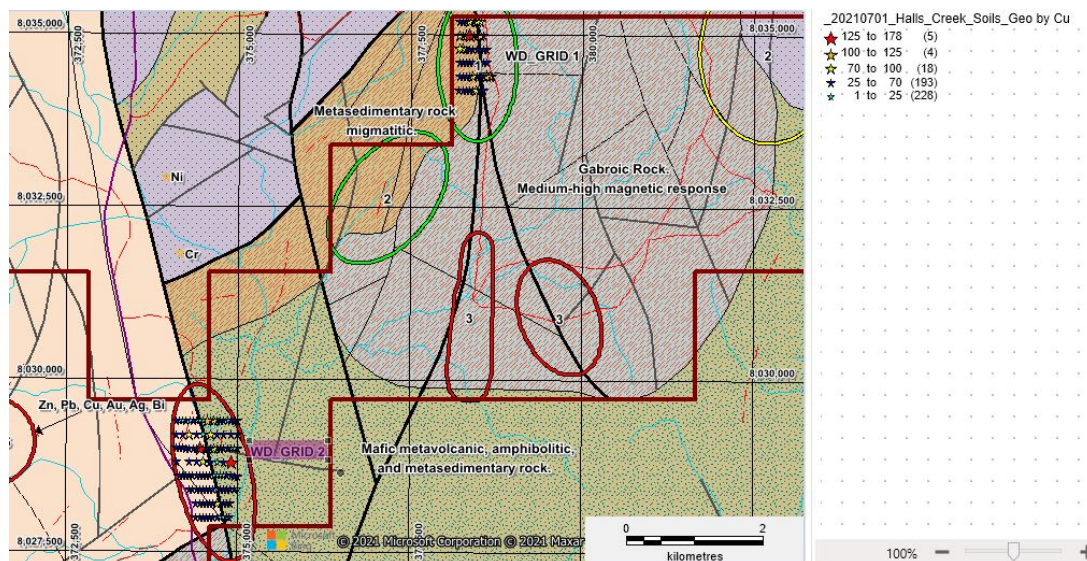 8,035,000
372,500
375,000
377,500
380,000
8,035,000
WD_GRID 1
1
2
Metasedimentary rock
migmatitic.
Gabroic Rock.
Medium-high magnetic response
Ni
2
8,032,500
8,032,500
Cr
3
3
8,030,000
8,030,000
Zn, Pb, Cu, Au, Ag, Bi
WD_GRID 2
Mafic metavolcanic, amphibolitic,
and metasedimentary rock.
8,027,500
372,500
375,000
Microsoft
© 2021 Microsoft Corporation © 2021 Maxar
0 2
kilometres
_20210701_Halls_Creek_Soils_Geo by Cu
125 to 178 (5)
100 to 125 (4)
70 to 100 (18)
25 to 70 (193)
1 to 25 (228)
100%